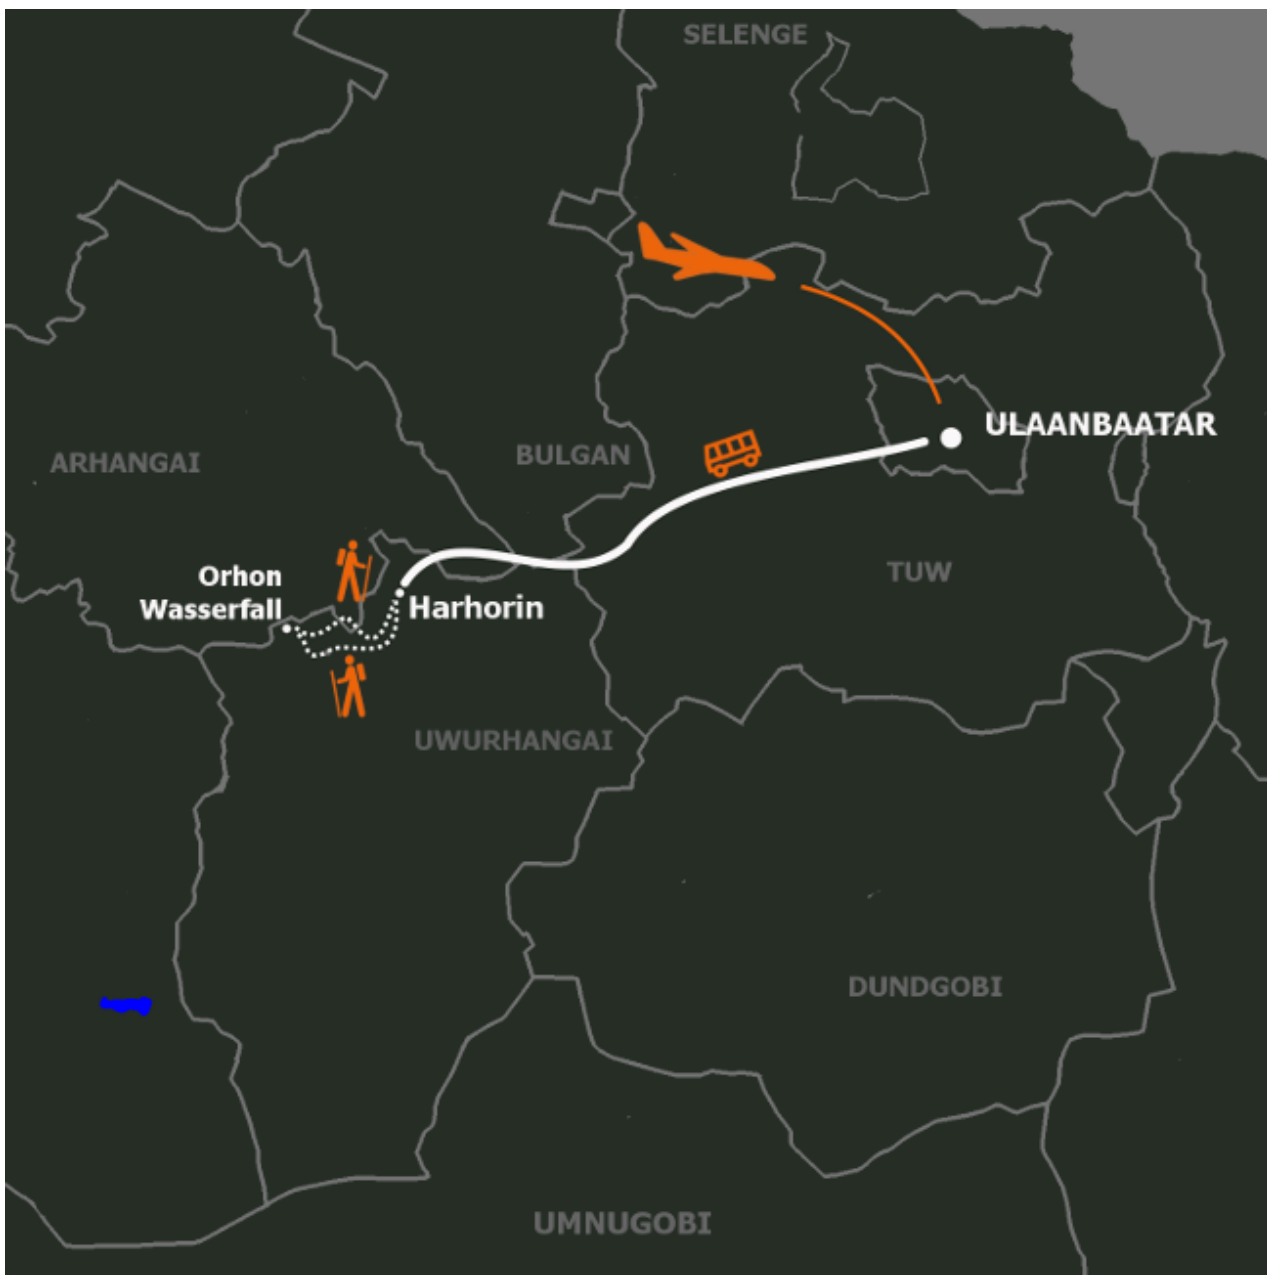 SELENGE
ULAANBAATAR
BULGAN
ARHANGAI
TUW
Orhon
Wasserfall
Harhorin
UWURHANGAI
DUNDGOBI
UMNUGOBI